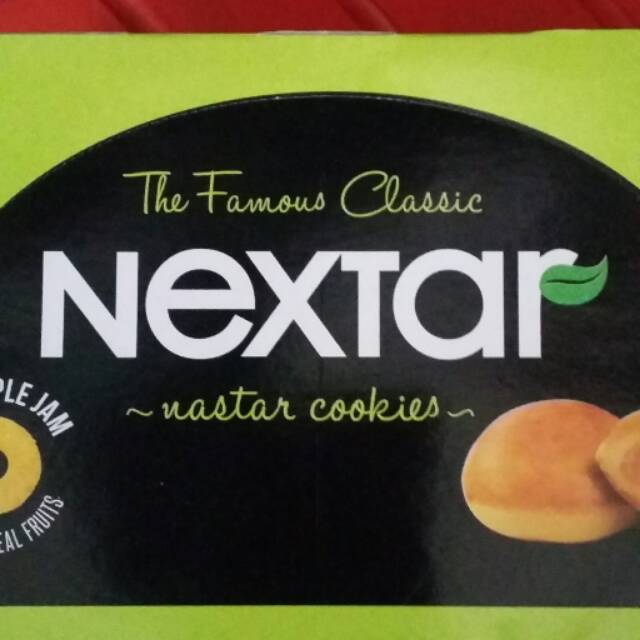 The Famous Classic
Nextar
~ nastar cookies ~
PLE JAM
EAL FRUITS